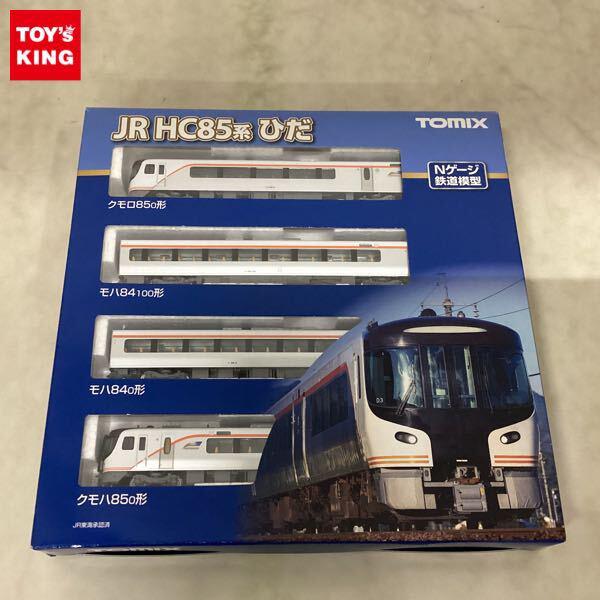 TOY'S
KING
JR HC85系 ひだ
TOMIX
Nゲージ
鉄道模型
クモロ850形
モハ84100形
モハ840形
クモハ850形
D3
JR東海承認済
TOMIX